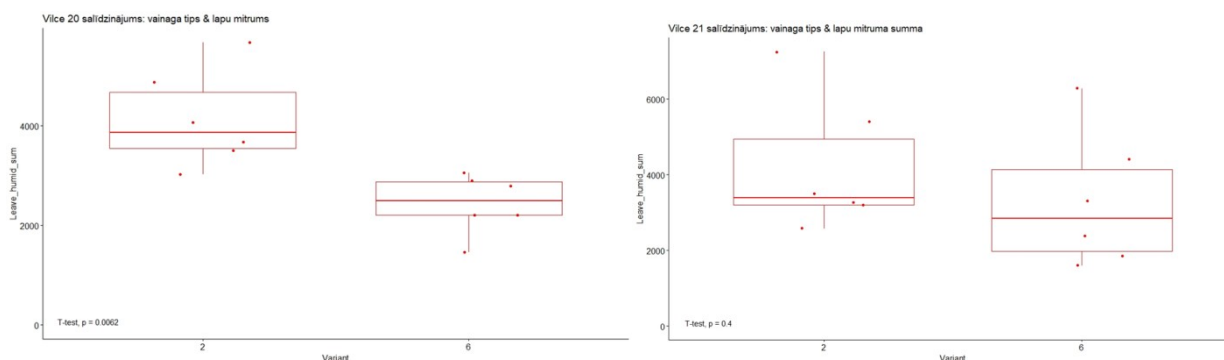 Vilce 20 salīdzinājums: vainaga tips & lapu mitrums
Leave_humid_sum
4000
2000
0
T-test, p = 0.0062
2
6
Variant
Vilce 21 salīdzinājums: vainaga tips & lapu mitruma summa
Leave_humid_sum
6000
4000
2000
0
T-test, p = 0.4
2
6
Variant